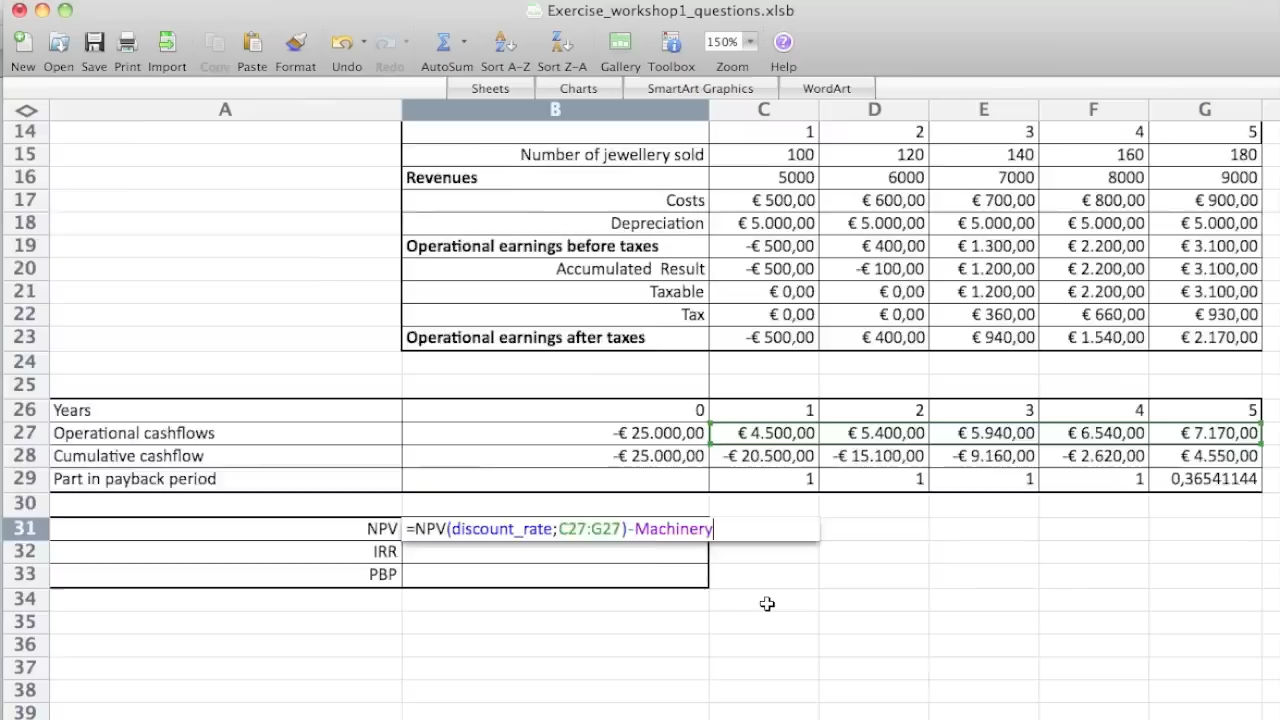 Exercise_workshop1_questions.xlsb
New Open Save Print Import Copy Paste Format Undo Redo AutoSum Sort A-Z Sort Z-A Gallery Toolbox 150% Zoom Help
Sheets Charts SmartArt Graphics WordArt
A B C D E F G
14 1 2 3 4 5
15 Number of jewellery sold 100 120 140 160 180
16 Revenues 5000 6000 7000 8000 9000
17 Costs € 500,00 € 600,00 € 700,00 € 800,00 € 900,00
18 Depreciation € 5.000,00 € 5.000,00 € 5.000,00 € 5.000,00 € 5.000,00
19 Operational earnings before taxes -€ 500,00 € 400,00 € 1.300,00 € 2.200,00 € 3.100,00
20 Accumulated Result -€ 500,00 -€ 100,00 € 1.200,00 € 2.200,00 € 3.100,00
21 Taxable € 0,00 € 0,00 € 1.200,00 € 2.200,00 € 3.100,00
22 Tax € 0,00 € 0,00 € 360,00 € 660,00 € 930,00
23 Operational earnings after taxes -€ 500,00 € 400,00 € 940,00 € 1.540,00 € 2.170,00
24
25
26 Years 0 1 2 3 4 5
27 Operational cashflows -€ 25.000,00 € 4.500,00 € 5.400,00 € 5.940,00 € 6.540,00 € 7.170,00
28 Cumulative cashflow -€ 25.000,00 -€ 20.500,00 -€ 15.100,00 -€ 9.160,00 -€ 2.620,00 € 4.550,00
29 Part in payback period 1 1 1 1 0,36541144
30
31 NPV =NPV(discount_rate;C27:G27)-Machinery
32 IRR
33 PBP
34
35
36
37
38
39